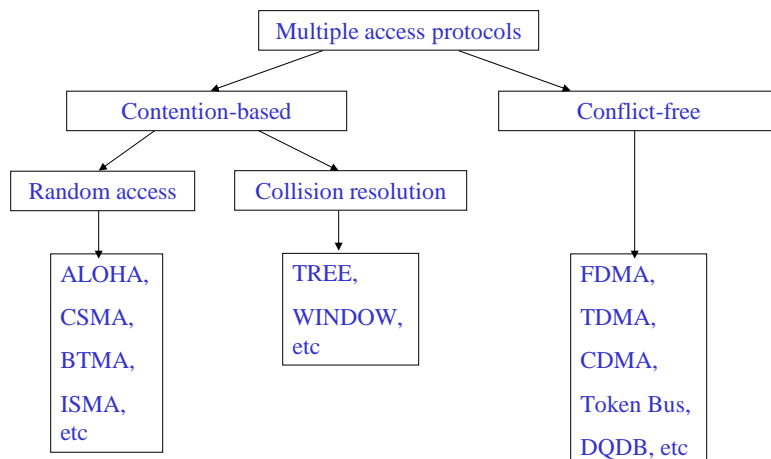 Multiple access protocols
Contention-based
Conflict-free
Random access
Collision resolution
ALOHA,
CSMA,
BTMA,
ISMA,
etc
TREE,
WINDOW,
etc
FDMA,
TDMA,
CDMA,
Token Bus,
DQDB, etc